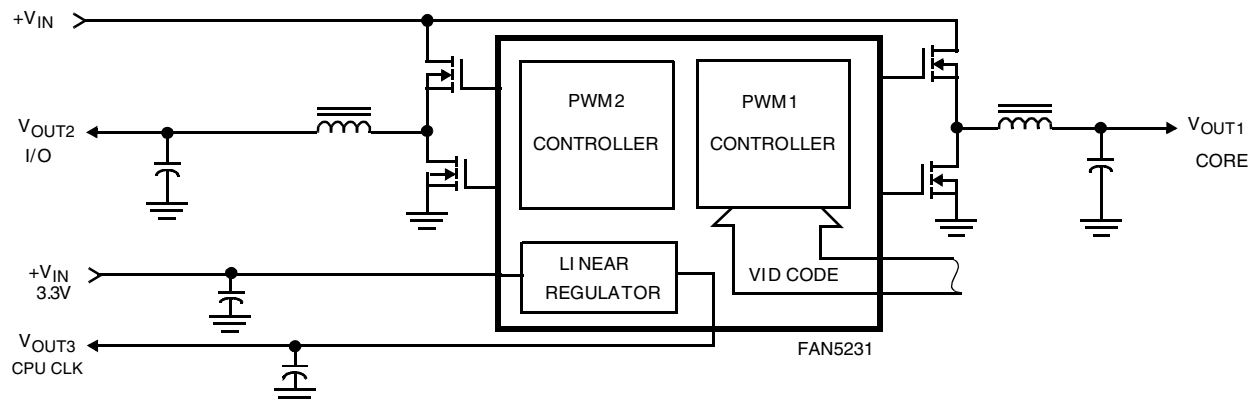 +VIN
PWM2
CONTROLLER
PWM1
CONTROLLER
VOUT2
I/O
VOUT1
CORE
+VIN
3.3V
LINEAR
REGULATOR
VID CODE
VOUT3
CPU CLK
FAN5231